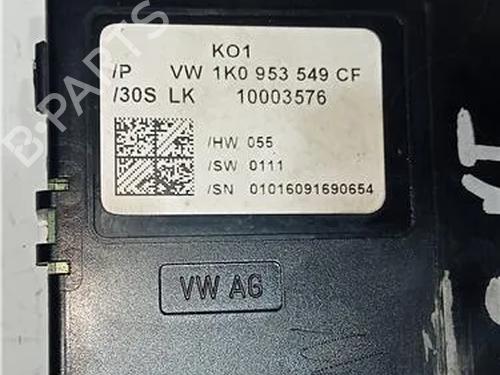 KO1
/P VW 1K0 953 549 CF
/30S LK 10003576
/HW 055
/SW 0111
/SN 01016091690654
VW AG
B-PARTS